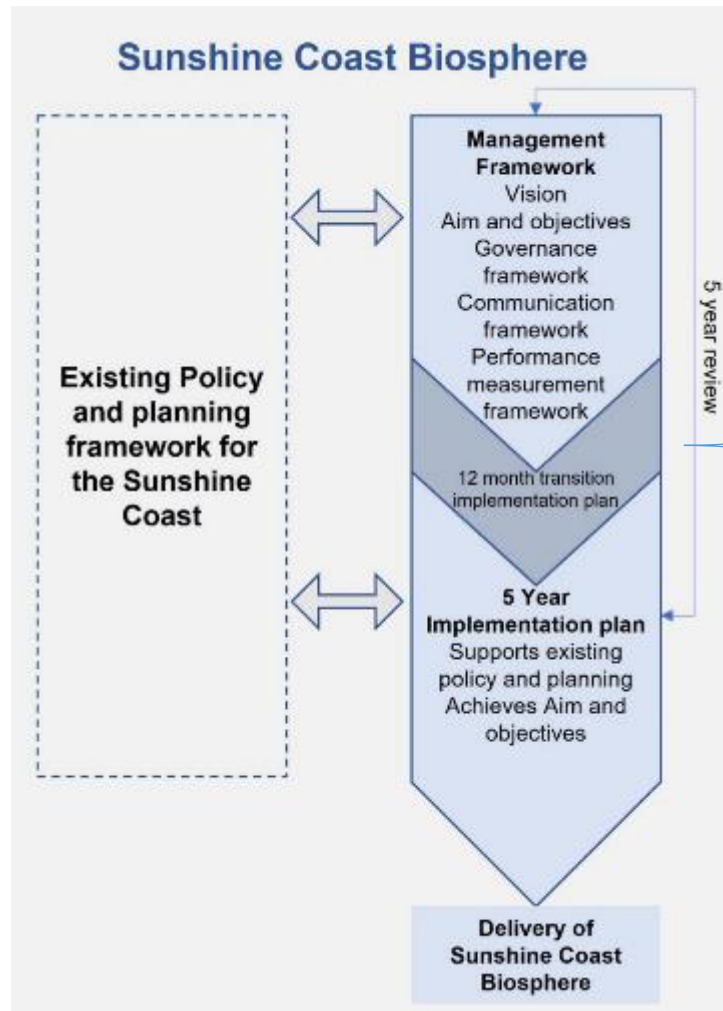 Sunshine Coast Biosphere
Existing Policy
and planning
framework for
the Sunshine
Coast
Management
Framework
Vision
Aim and objectives
Governance
framework
Communication
framework
Performance
measurement
framework
12 month transition
implementation plan
5 Year
Implementation plan
Supports existing
policy and planning
Achieves Aim and
objectives
5 year review
Delivery of
Sunshine Coast
Biosphere